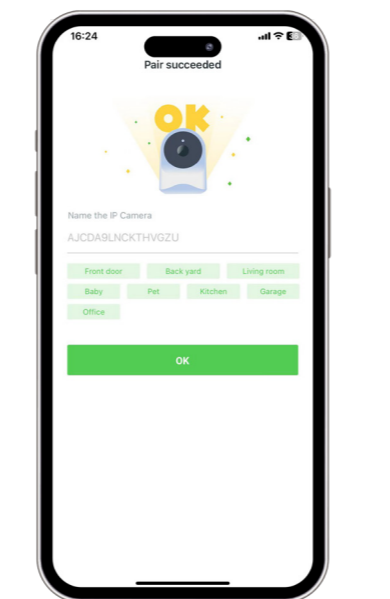 16:24
Pair succeeded
OK
Name the IP Camera
AJCDA9LNCKTHVGZU
Front door Back yard Living room
Baby Pet Kitchen Garage
Office
OK